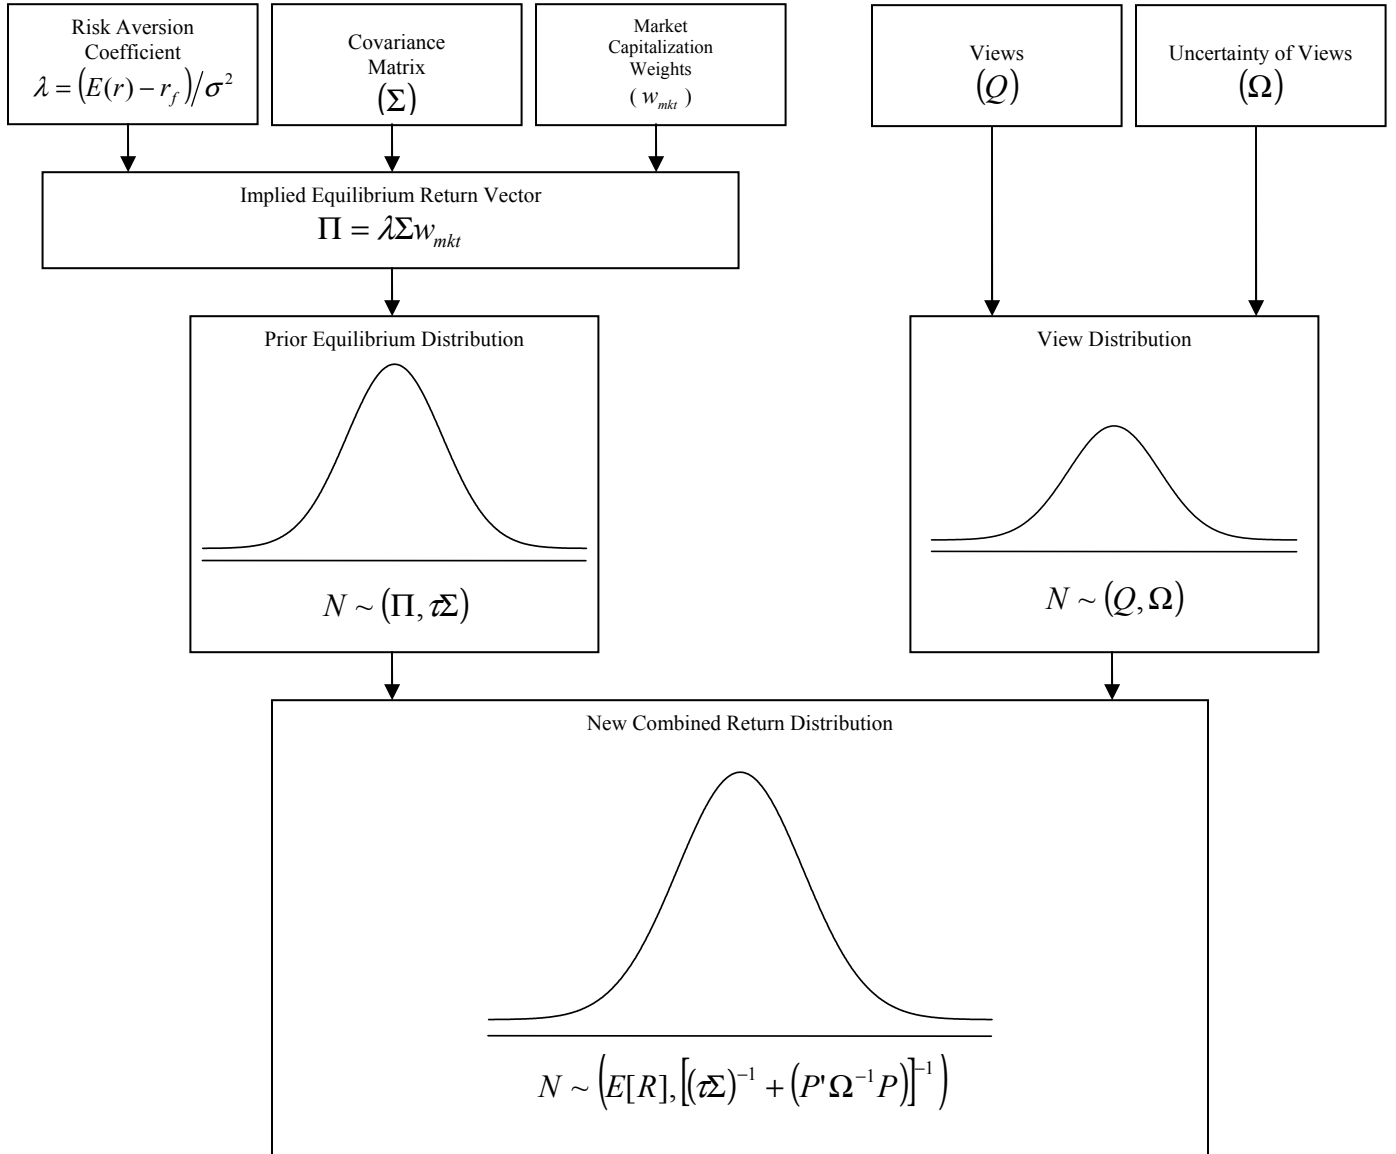 Risk Aversion
Coefficient
λ = (E(r) − r_f)/σ²
Covariance
Matrix
(Σ)
Market
Capitalization
Weights
( w_mkt )
Views
(Q)
Uncertainty of Views
(Ω)
Implied Equilibrium Return Vector
Π = λΣw_mkt
Prior Equilibrium Distribution
N ~ (Π, τΣ)
View Distribution
N ~ (Q, Ω)
New Combined Return Distribution
N ~ (E[R], [(τΣ)⁻¹ + (P'Ω⁻¹P)]⁻¹)